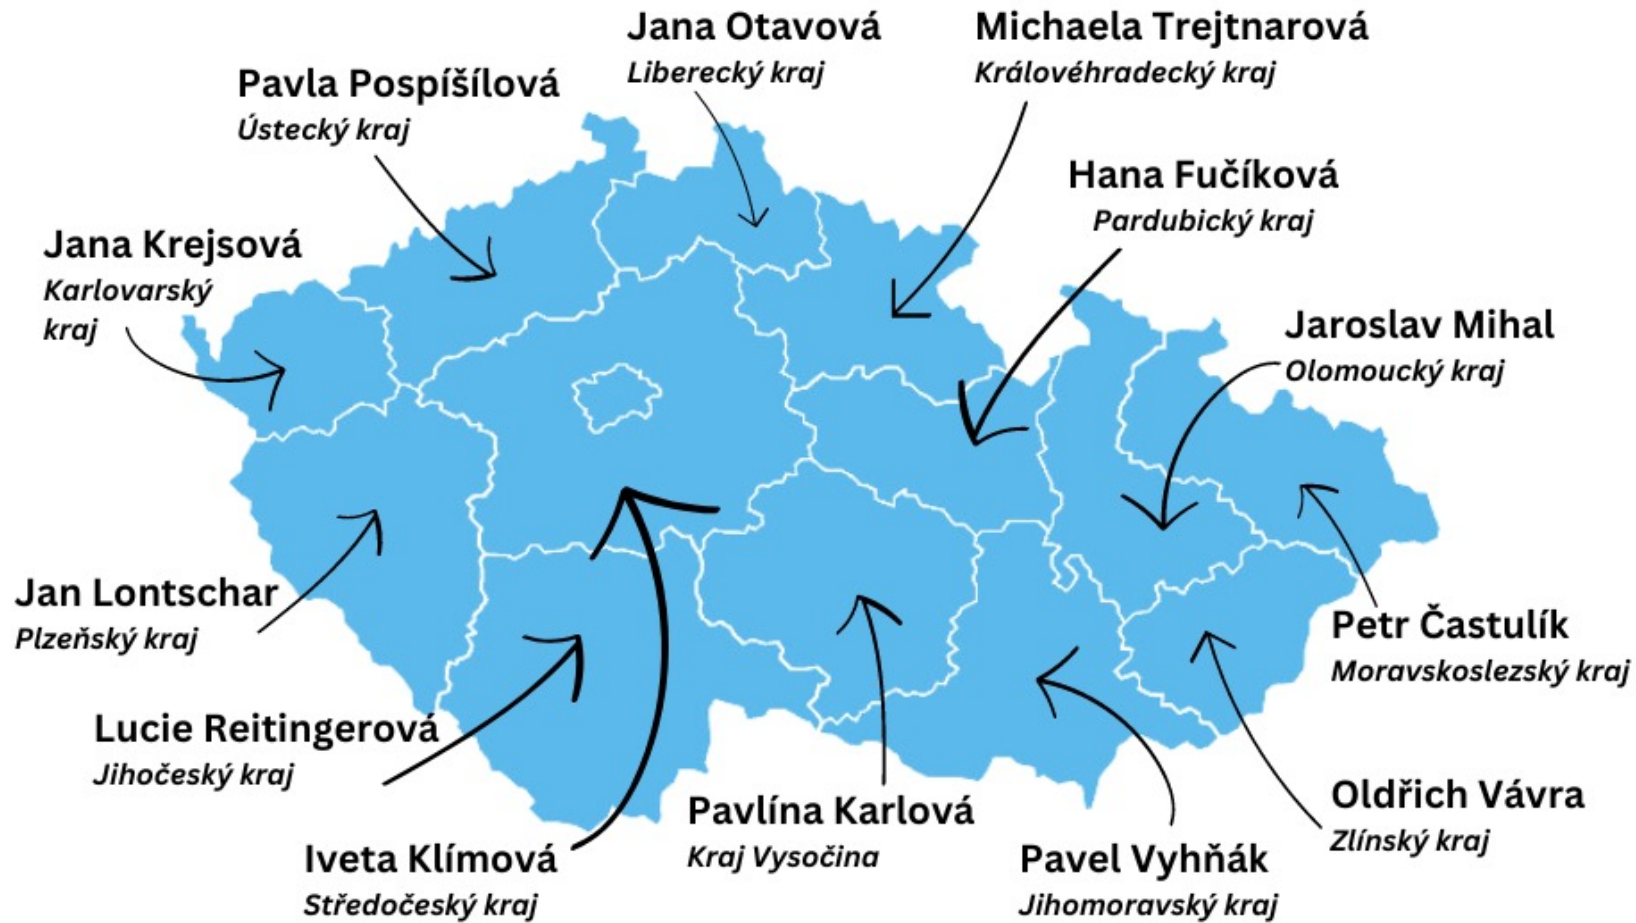 Jana Otavová
Liberecký kraj
Michaela Trejtnarová
Královéhradecký kraj
Pavla Pospíšílová
Ústecký kraj
Hana Fučíková
Pardubický kraj
Jana Krejsová
Karlovarský
kraj
Jaroslav Mihal
Olomoucký kraj
Jan Lontschar
Plzeňský kraj
Petr Častulík
Moravskoslezský kraj
Lucie Reitingerová
Jihočeský kraj
Oldřich Vávra
Zlínský kraj
Pavlína Karlová
Kraj Vysočina
Iveta Klímová
Středočeský kraj
Pavel Vyhňák
Jihomoravský kraj